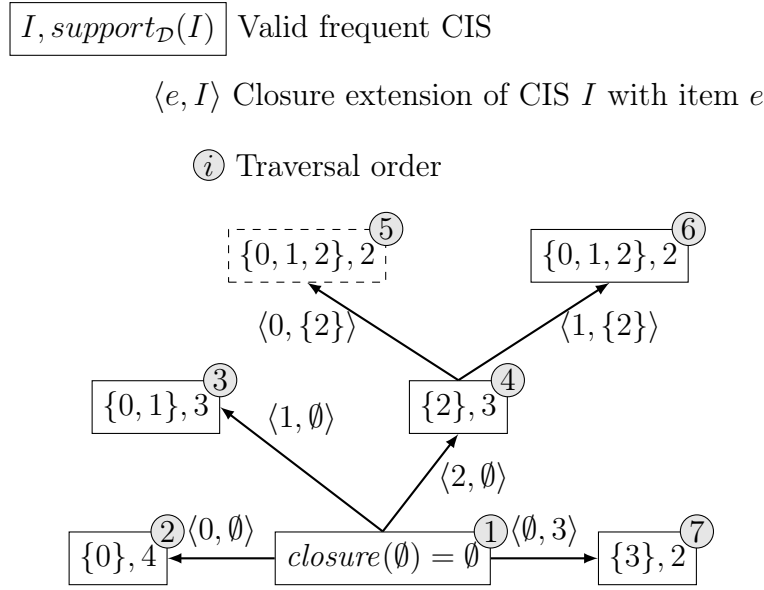 I, support_D(I) Valid frequent CIS
⟨e, I⟩ Closure extension of CIS I with item e
i Traversal order
5 6
{0, 1, 2}, 2 {0, 1, 2}, 2
⟨0, {2}⟩ ⟨1, {2}⟩
3 4
{0, 1}, 3 {2}, 3
⟨1, ∅⟩
⟨2, ∅⟩
2 ⟨0, ∅⟩ 1 ⟨∅, 3⟩ 7
{0}, 4 closure(∅) = ∅ {3}, 2